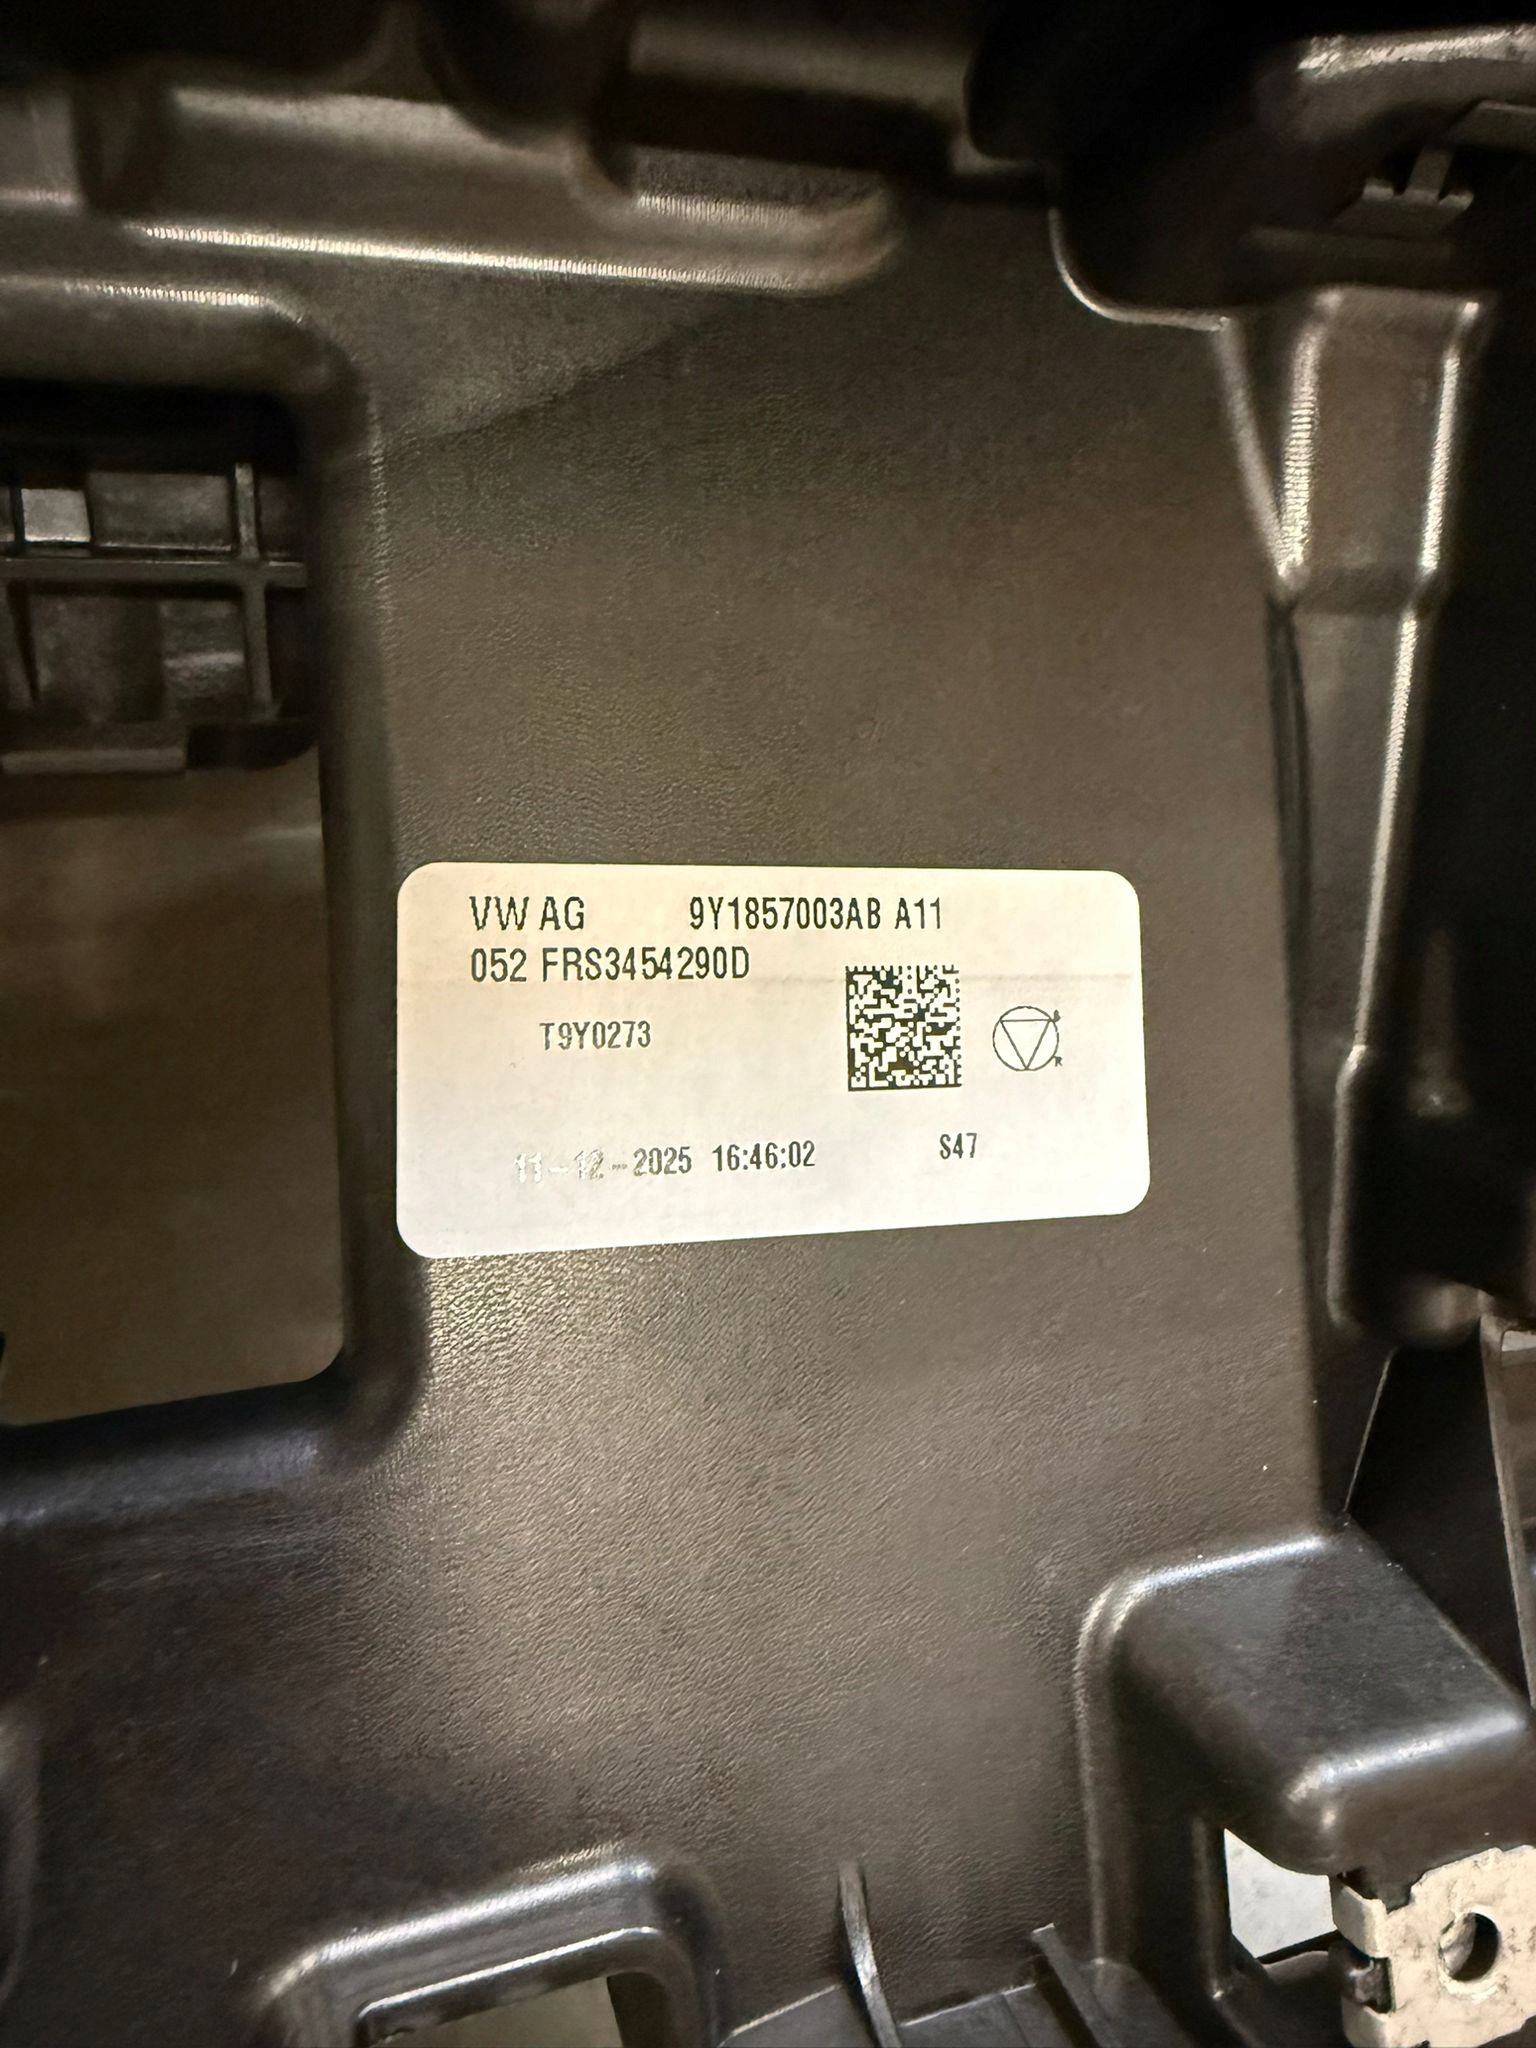 VW AG 9Y1857003AB A11
052 FRS3454290D
T9Y0273
11-12-2025 16:46:02 S47